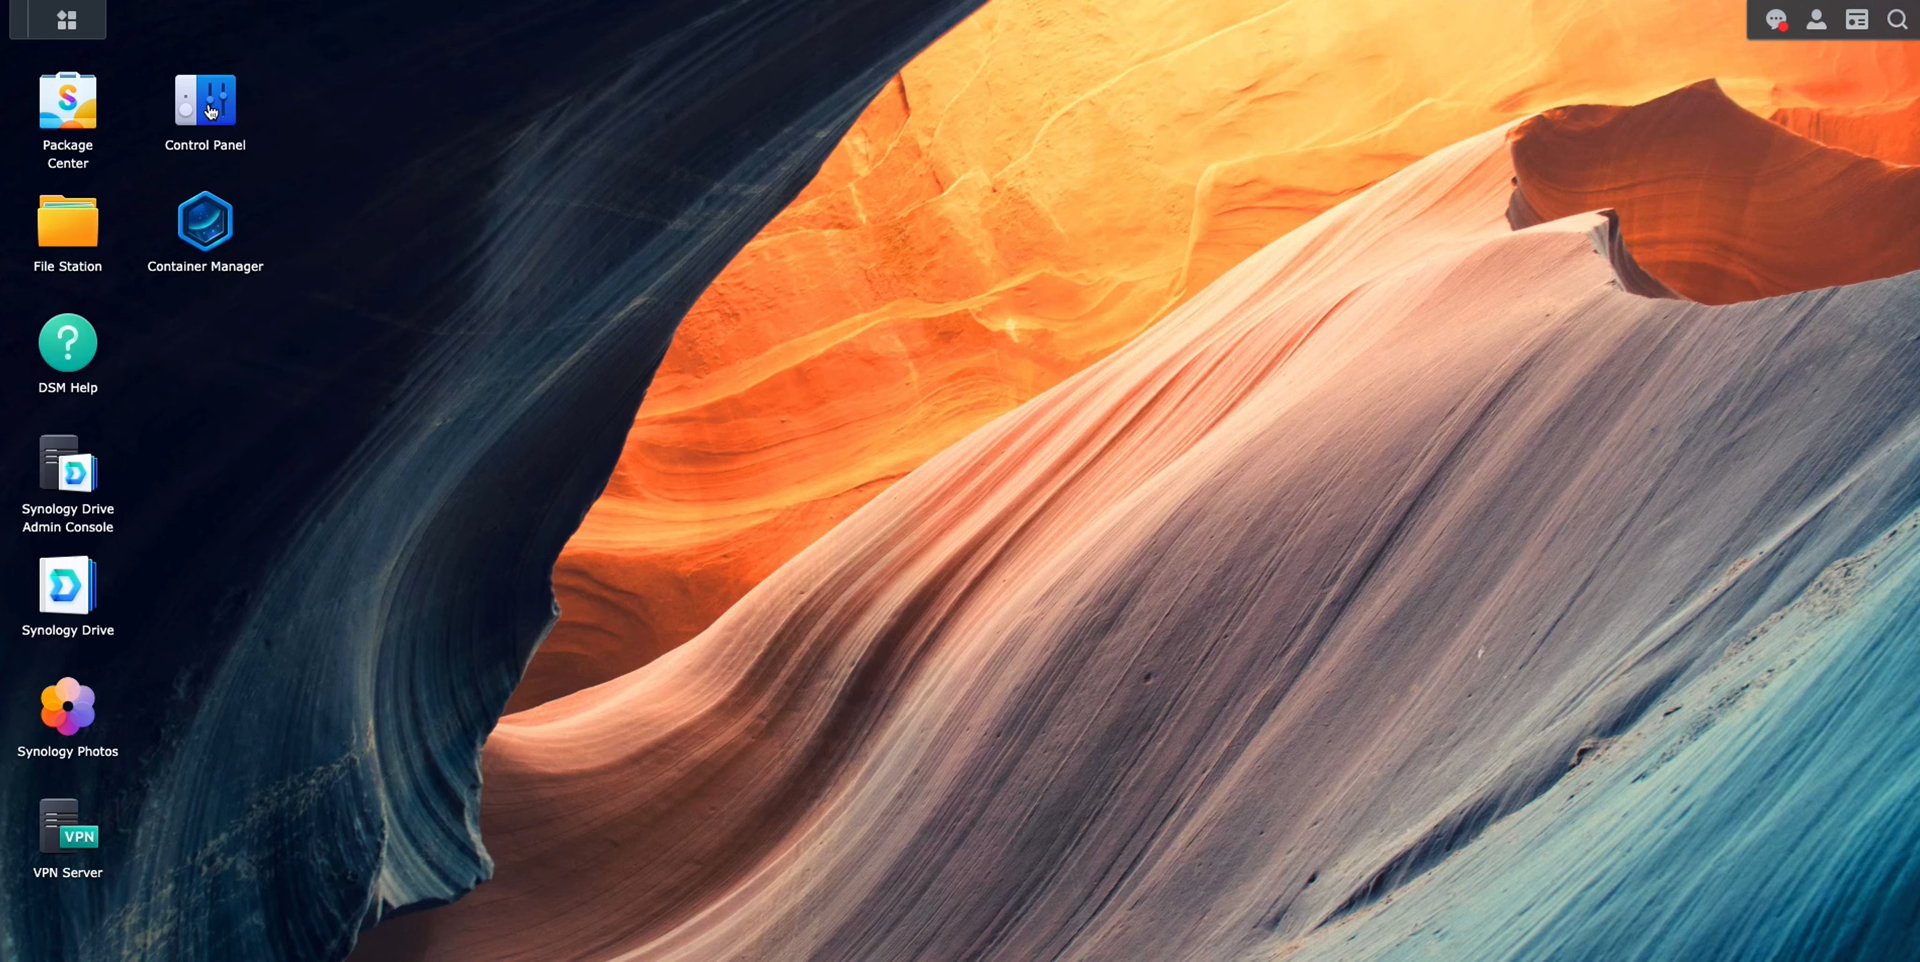 Package
Center
Control Panel
File Station
Container Manager
DSM Help
Synology Drive
Admin Console
Synology Drive
Synology Photos
VPN
VPN Server